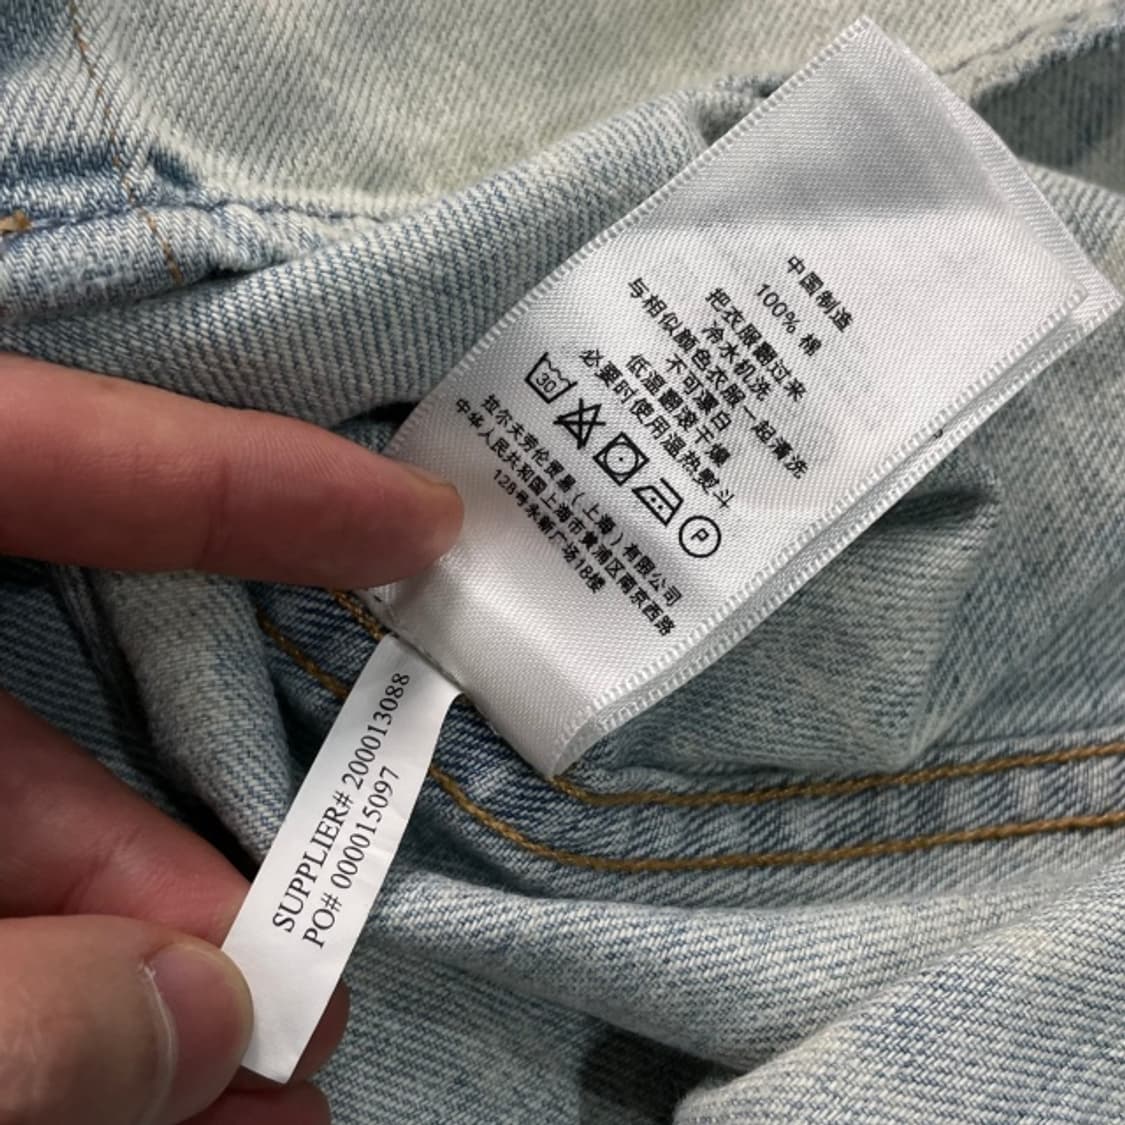 中国制造
100% 棉
把衣服翻过来
冷水机洗
与相似颜色衣服一起清洗
不可漂白
低温翻滚干燥
必要时使用温热熨斗
30
P
拉尔夫劳伦贸易(上海)有限公司
中华人民共和国上海市黄浦区南京西路
128号永新广场18楼
SUPPLIER# 200013088
PO# 000015097